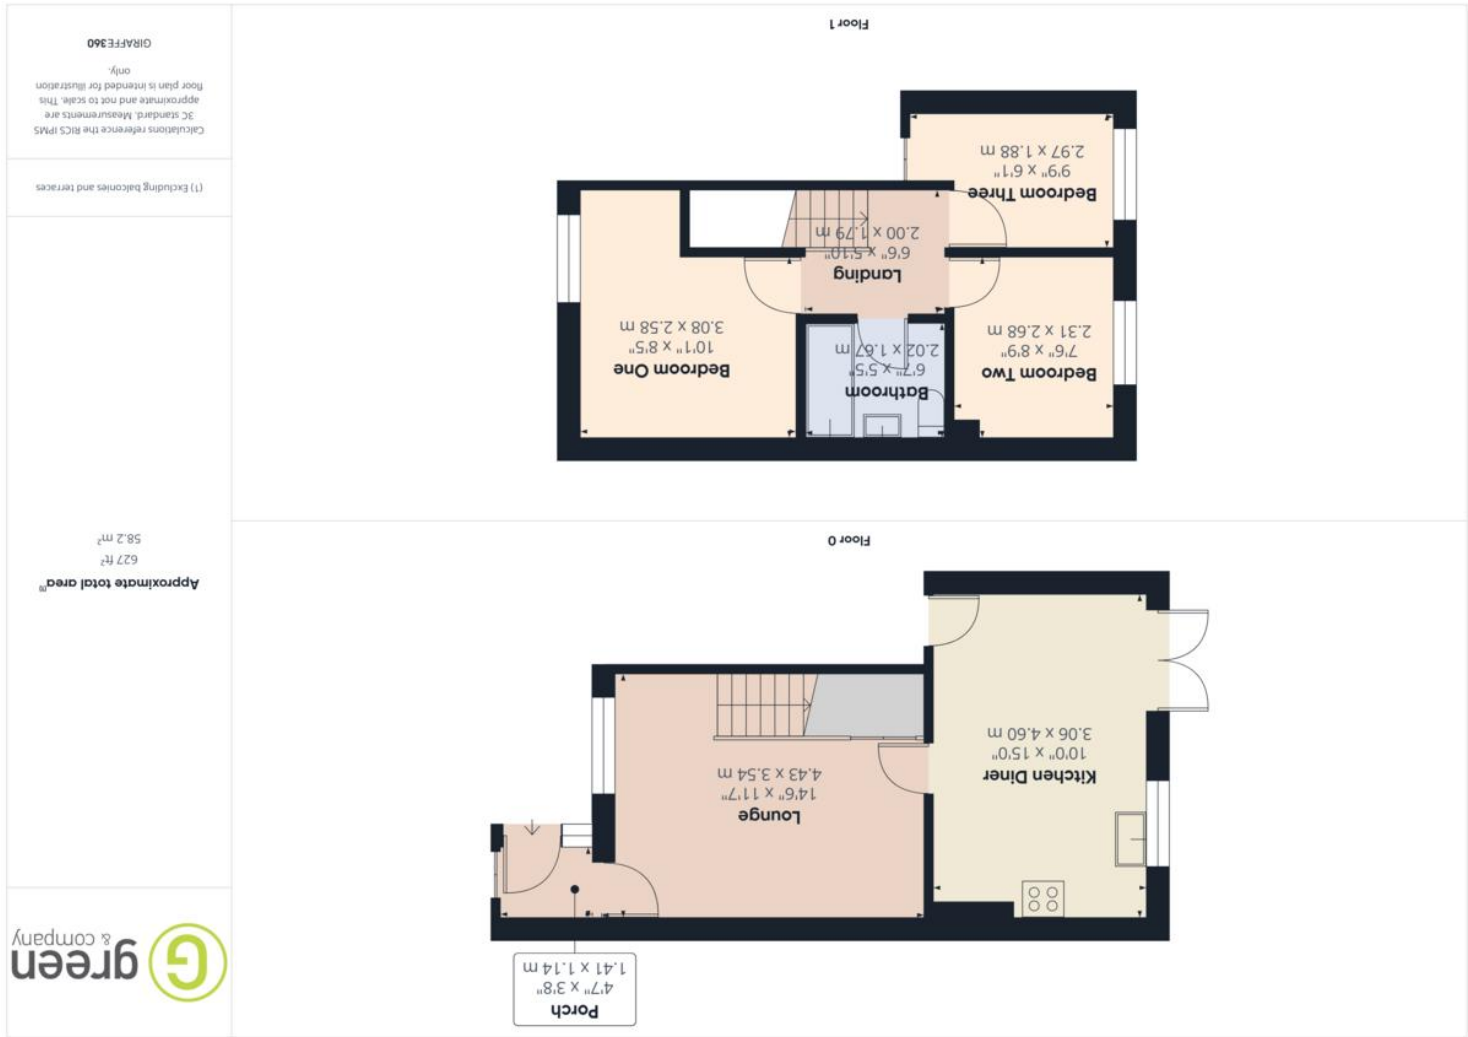 green
& company
Porch
4'7" x 3'8"
1.41 x 1.14 m
Lounge
14'6" x 11'7"
4.43 x 3.54 m
Kitchen Diner
10'0" x 15'0"
3.06 x 4.60 m
Floor 0
Approximate total area(1)
627 ft²
58.2 m²
Bedroom Two
7'6" x 8'9"
2.31 x 2.68 m
Bathroom
6'7" x 5'5"
2.02 x 1.67 m
Bedroom One
10'1" x 8'5"
3.08 x 2.58 m
Landing
6'6" x 5'10"
2.00 x 1.79 m
Bedroom Three
9'9" x 6'1"
2.97 x 1.88 m
Floor 1
(1) Excluding balconies and terraces
Calculations reference the RICS IPMS
3C standard. Measurements are
approximate and not to scale. This
floor plan is intended for illustration
only.
GIRAFFE360